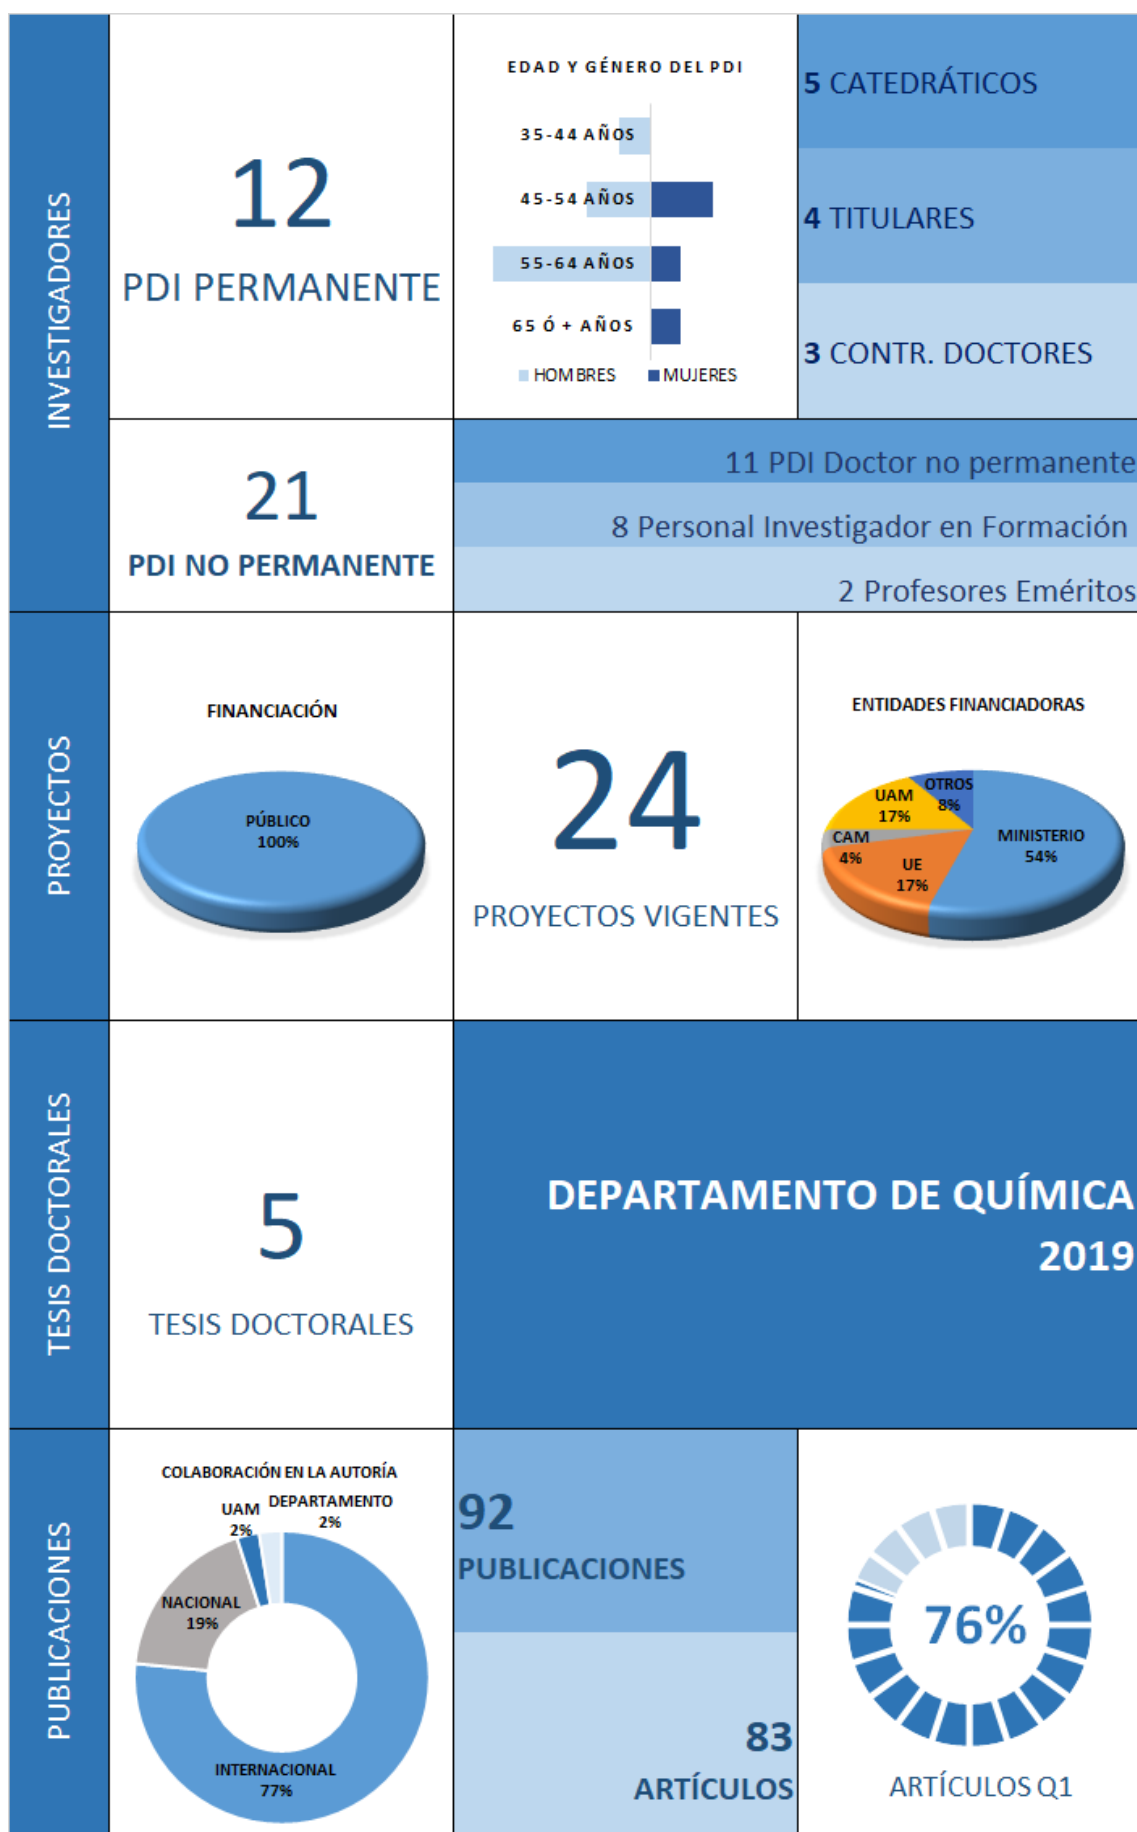 INVESTIGADORES
12
PDI PERMANENTE
EDAD Y GÉNERO DEL PDI
35-44 AÑOS
45-54 AÑOS
55-64 AÑOS
65 Ó + AÑOS
HOMBRES MUJERES
5 CATEDRÁTICOS
4 TITULARES
3 CONTR. DOCTORES
21
PDI NO PERMANENTE
11 PDI Doctor no permanente
8 Personal Investigador en Formación
2 Profesores Eméritos
PROYECTOS
FINANCIACIÓN
PÚBLICO
100%
24
PROYECTOS VIGENTES
ENTIDADES FINANCIADORAS
OTROS
8%
UAM
17%
CAM
4%
UE
17%
MINISTERIO
54%
TESIS DOCTORALES
5
TESIS DOCTORALES
DEPARTAMENTO DE QUÍMICA
2019
PUBLICACIONES
COLABORACIÓN EN LA AUTORÍA
UAM
2%
DEPARTAMENTO
2%
NACIONAL
19%
INTERNACIONAL
77%
92
PUBLICACIONES
83
ARTÍCULOS
76%
ARTÍCULOS Q1